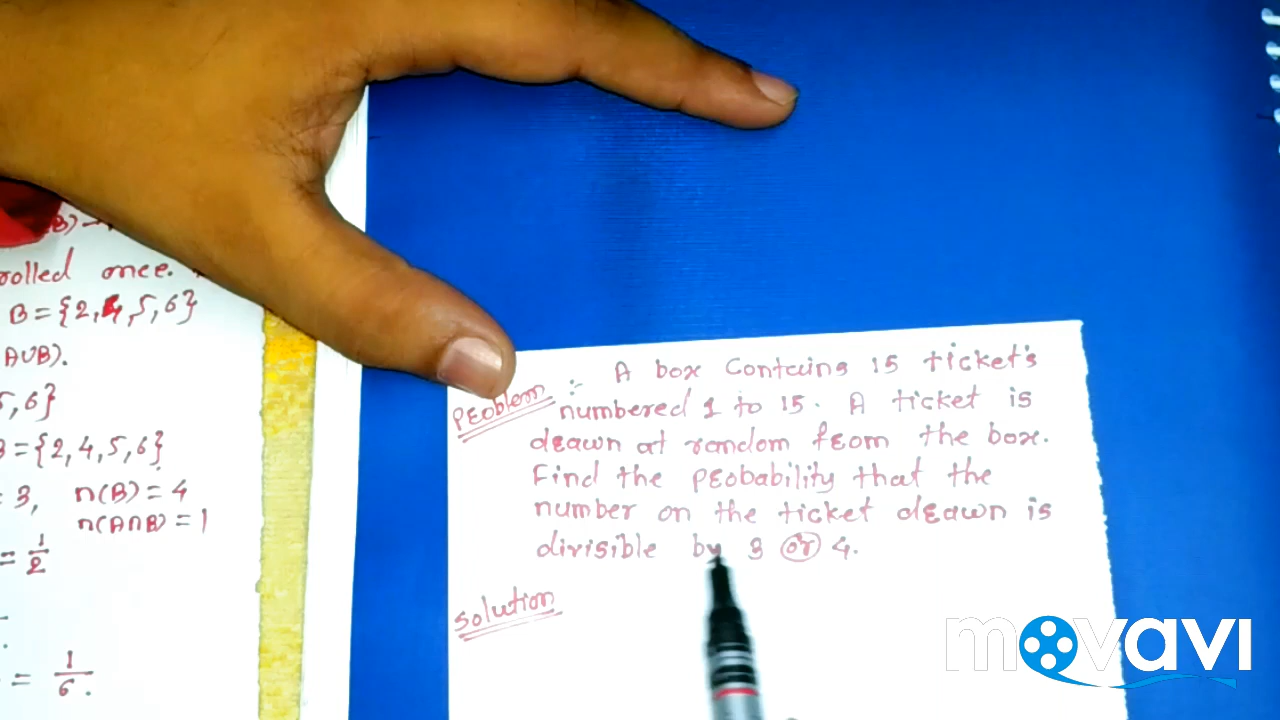 B)
rolled once.
B = {2, 4, 5, 6}
A∪B).
5, 6}
B = {2, 4, 5, 6}
= 3, n(B) = 4
n(A∩B) = 1
= 1/2
= 1/6.
Problem :- A box Contains 15 ticket's
numbered 1 to 15. A ticket is
drawn at random from the box.
Find the probability that the
number on the ticket drawn is
divisible by 3 or 4.
Solution
movavi